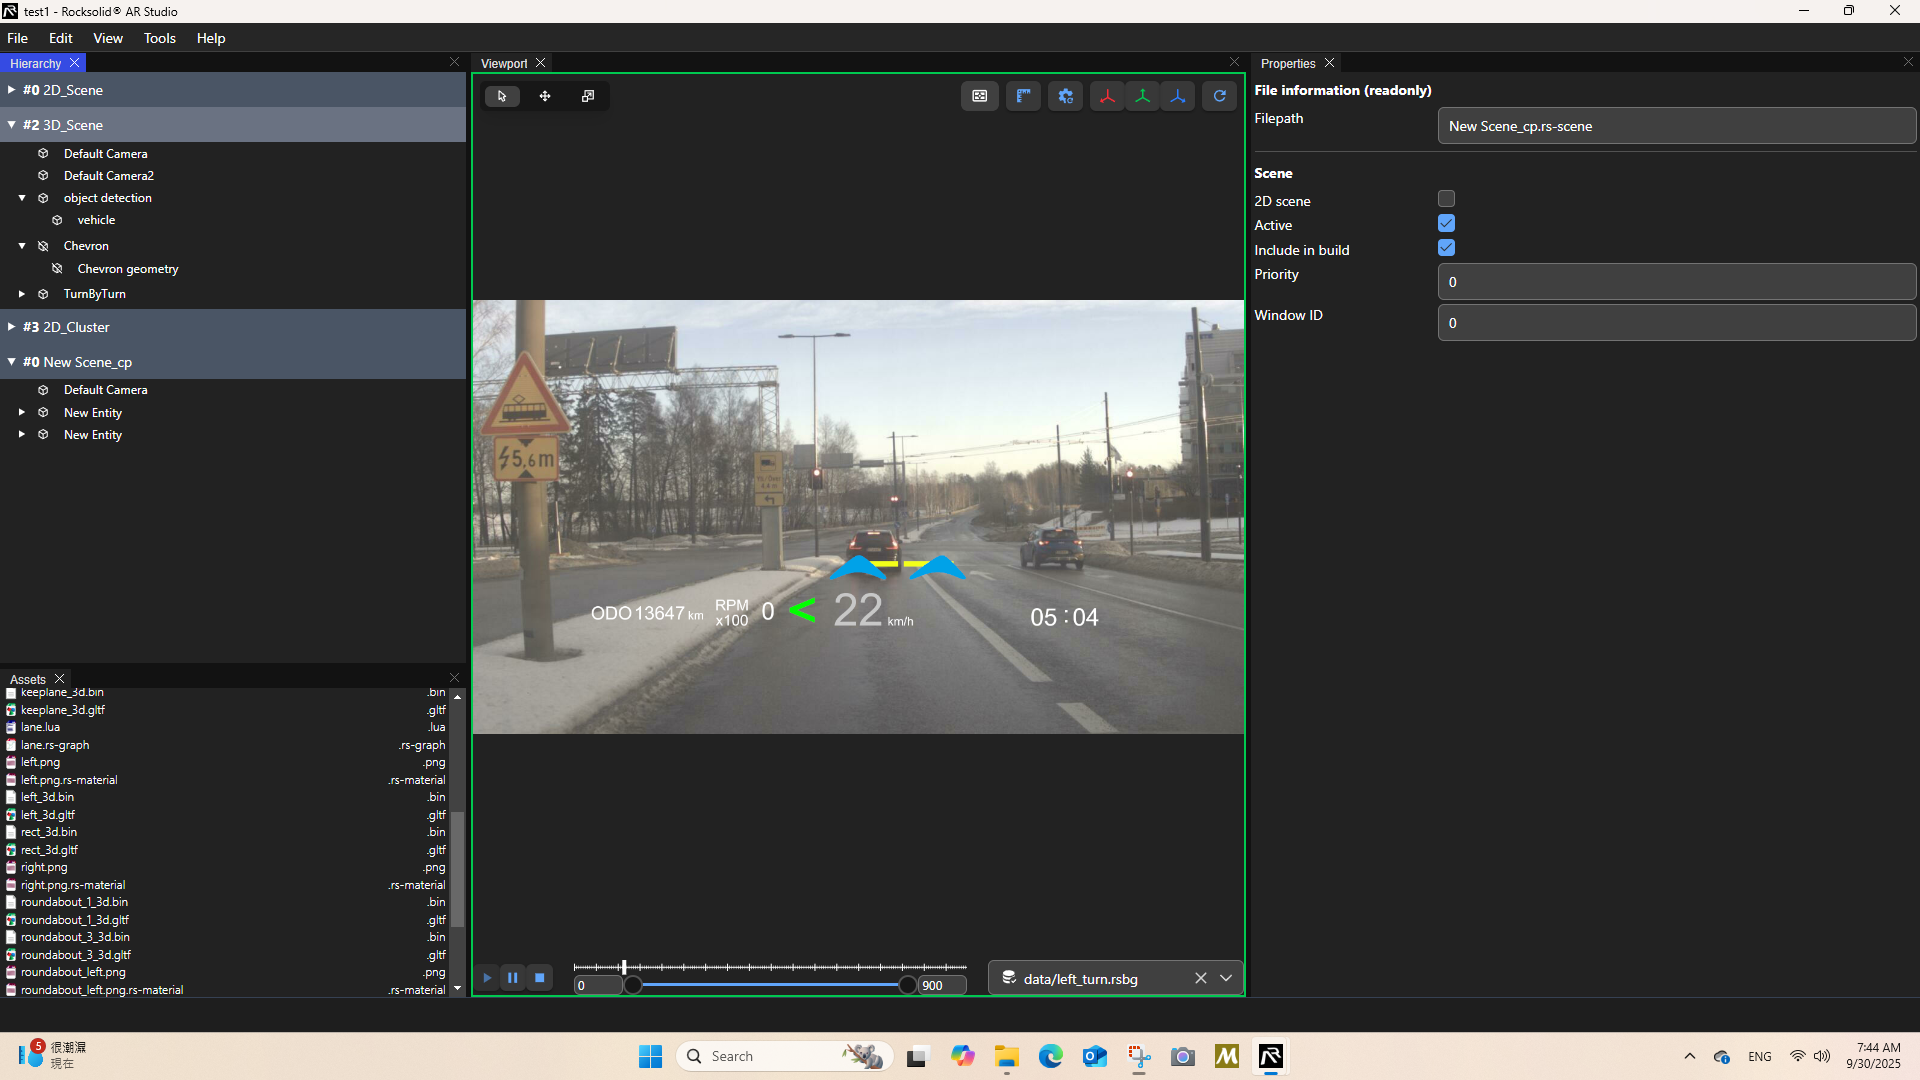 test1 - Rocksolid® AR Studio
File Edit View Tools Help
Hierarchy
#0 2D_Scene
#2 3D_Scene
Default Camera
Default Camera2
object detection
vehicle
Chevron
Chevron geometry
TurnByTurn
#3 2D_Cluster
#0 New Scene_cp
Default Camera
New Entity
New Entity
Assets
keeplane_3d.bin .bin
keeplane_3d.gltf .gltf
lane.lua .lua
lane.rs-graph .rs-graph
left.png .png
left.png.rs-material .rs-material
left_3d.bin .bin
left_3d.gltf .gltf
rect_3d.bin .bin
rect_3d.gltf .gltf
right.png .png
right.png.rs-material .rs-material
roundabout_1_3d.bin .bin
roundabout_1_3d.gltf .gltf
roundabout_3_3d.bin .bin
roundabout_3_3d.gltf .gltf
roundabout_left.png .png
roundabout_left.png.rs-material .rs-material
Viewport
5.6m
ODO 13647 km RPM x100 0 < 22 km/h 05 : 04
0 900
data/left_turn.rsbg
Properties
File information (readonly)
Filepath New Scene_cp.rs-scene
Scene
2D scene
Active
Include in build
Priority 0
Window ID 0
5
很潮濕
現在
Search
M
ENG
7:44 AM
9/30/2025